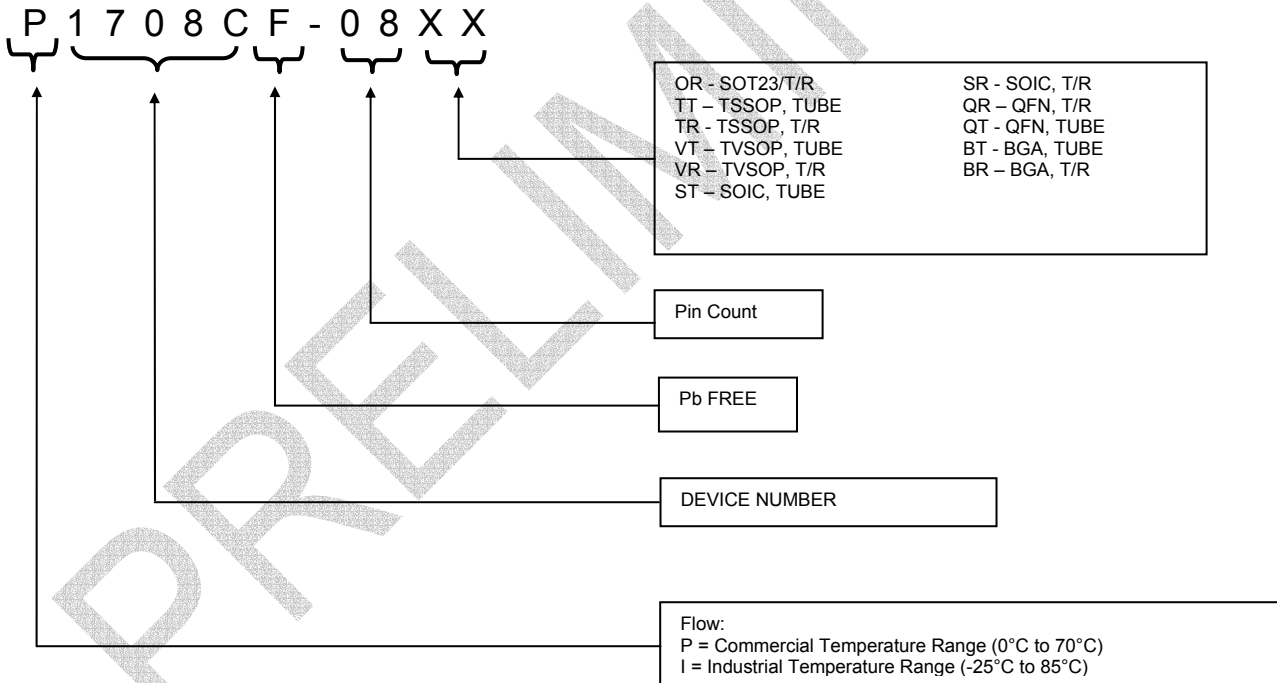 P 1 7 0 8 C F - 0 8 X X
OR - SOT23/T/R
TT – TSSOP, TUBE
TR - TSSOP, T/R
VT – TVSOP, TUBE
VR – TVSOP, T/R
ST – SOIC, TUBE
SR - SOIC, T/R
QR – QFN, T/R
QT - QFN, TUBE
BT - BGA, TUBE
BR – BGA, T/R
Pin Count
Pb FREE
DEVICE NUMBER
Flow:
P = Commercial Temperature Range (0°C to 70°C)
I = Industrial Temperature Range (-25°C to 85°C)
PRELIMI